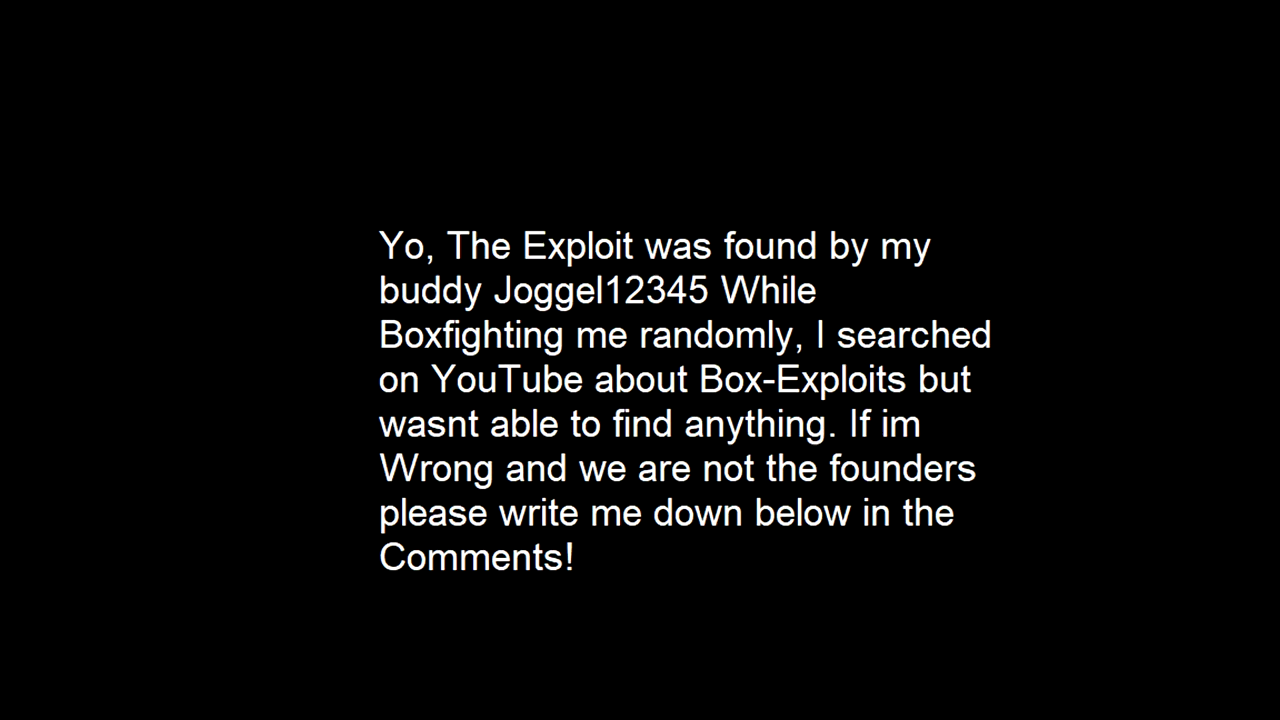 Yo, The Exploit was found by my
buddy Joggel12345 While
Boxfighting me randomly, I searched
on YouTube about Box-Exploits but
wasnt able to find anything. If im
Wrong and we are not the founders
please write me down below in the
Comments!